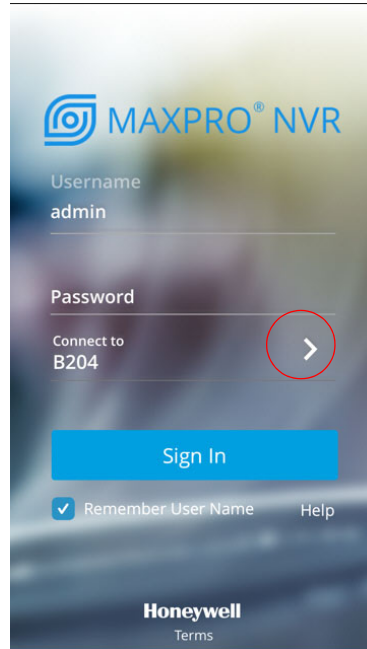 MAXPRO® NVR
Username
admin
Password
Connect to
B204
Sign In
Remember User Name Help
Honeywell
Terms